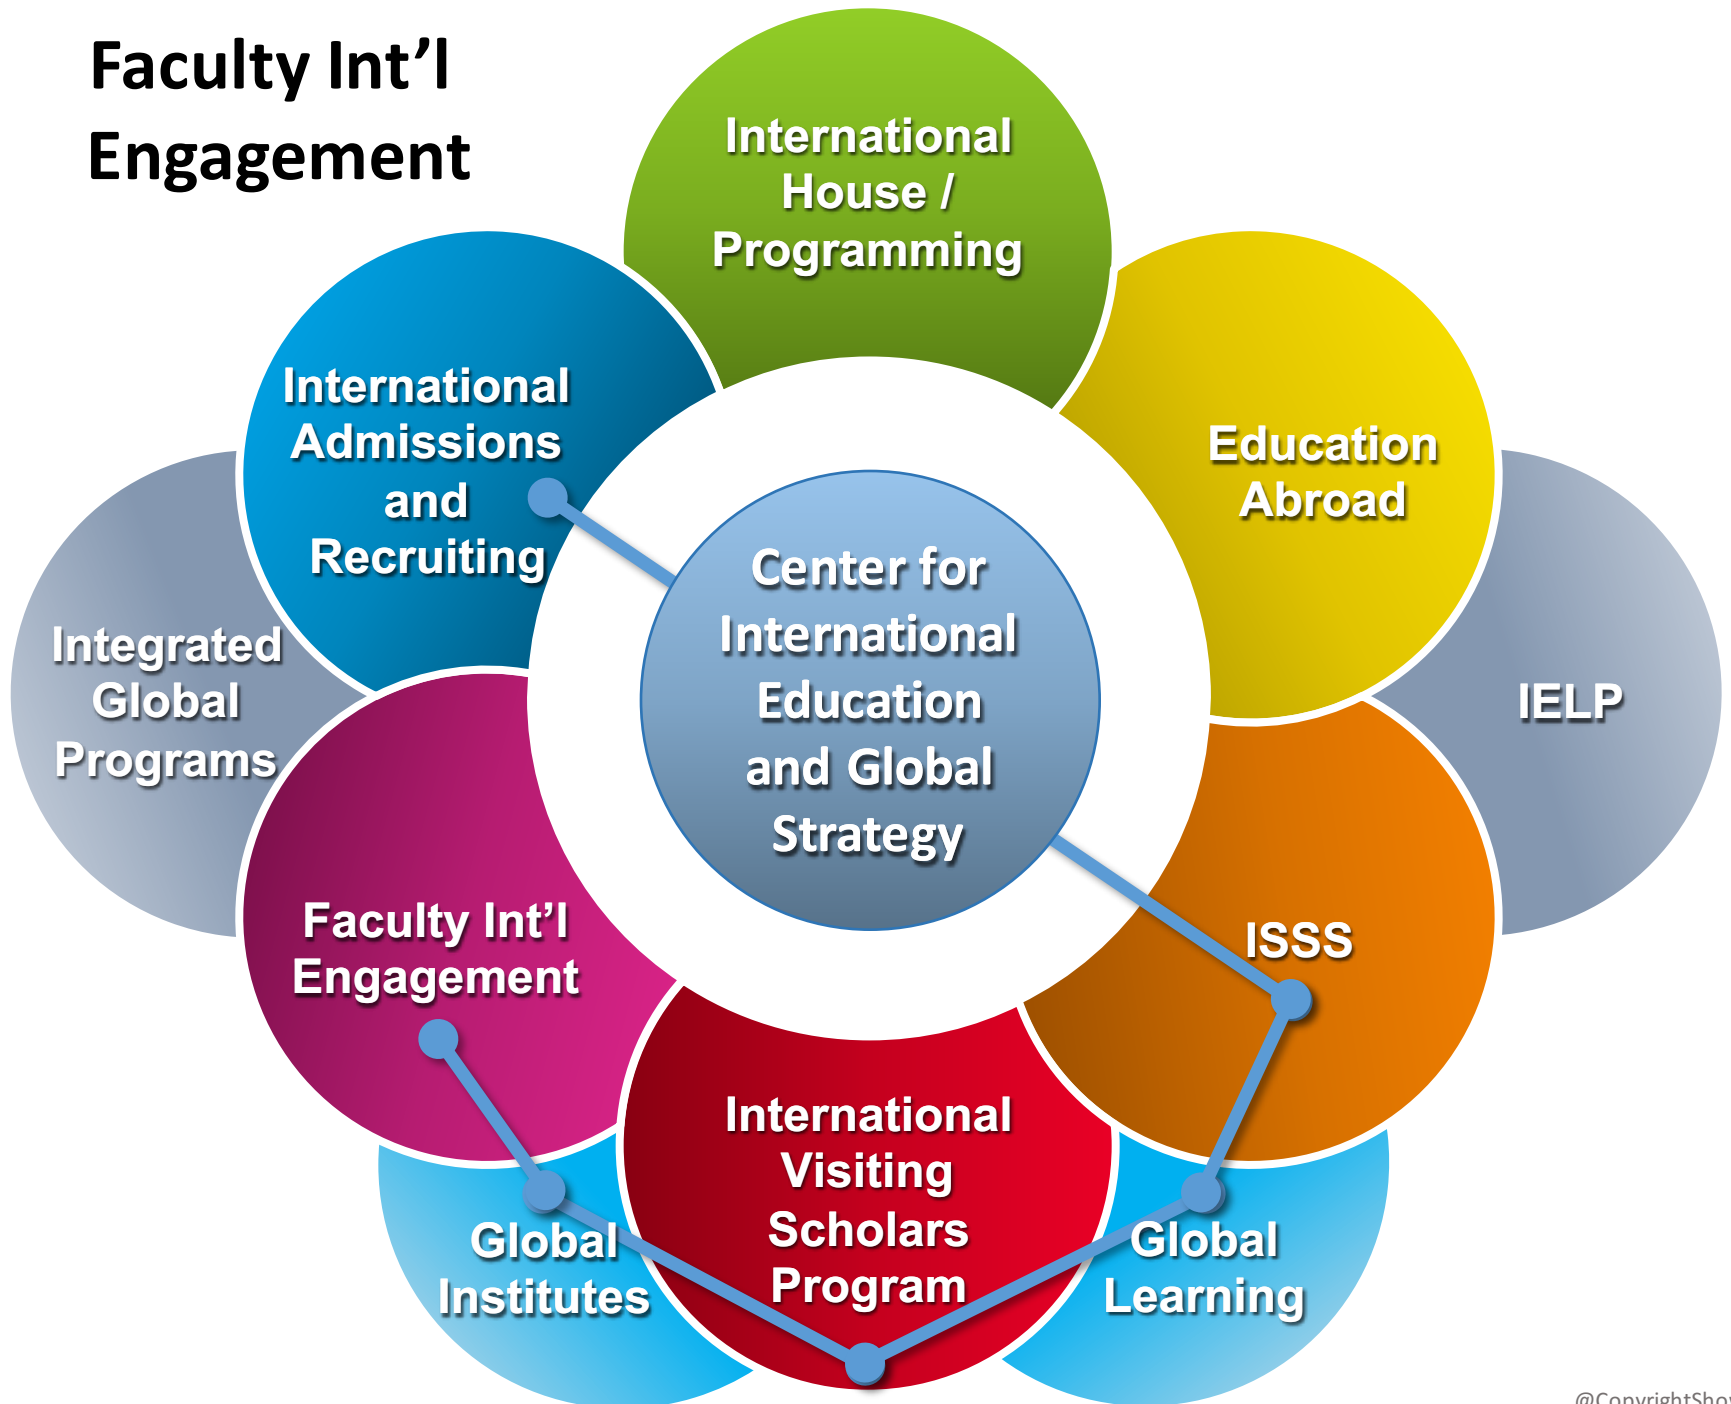 Faculty Int’l
Engagement
International
House /
Programming
International
Admissions
and
Recruiting
Education
Abroad
Integrated
Global
Programs
Center for
International
Education
and Global
Strategy
IELP
Faculty Int’l
Engagement
ISSS
International
Visiting
Scholars
Program
Global
Institutes
Global
Learning